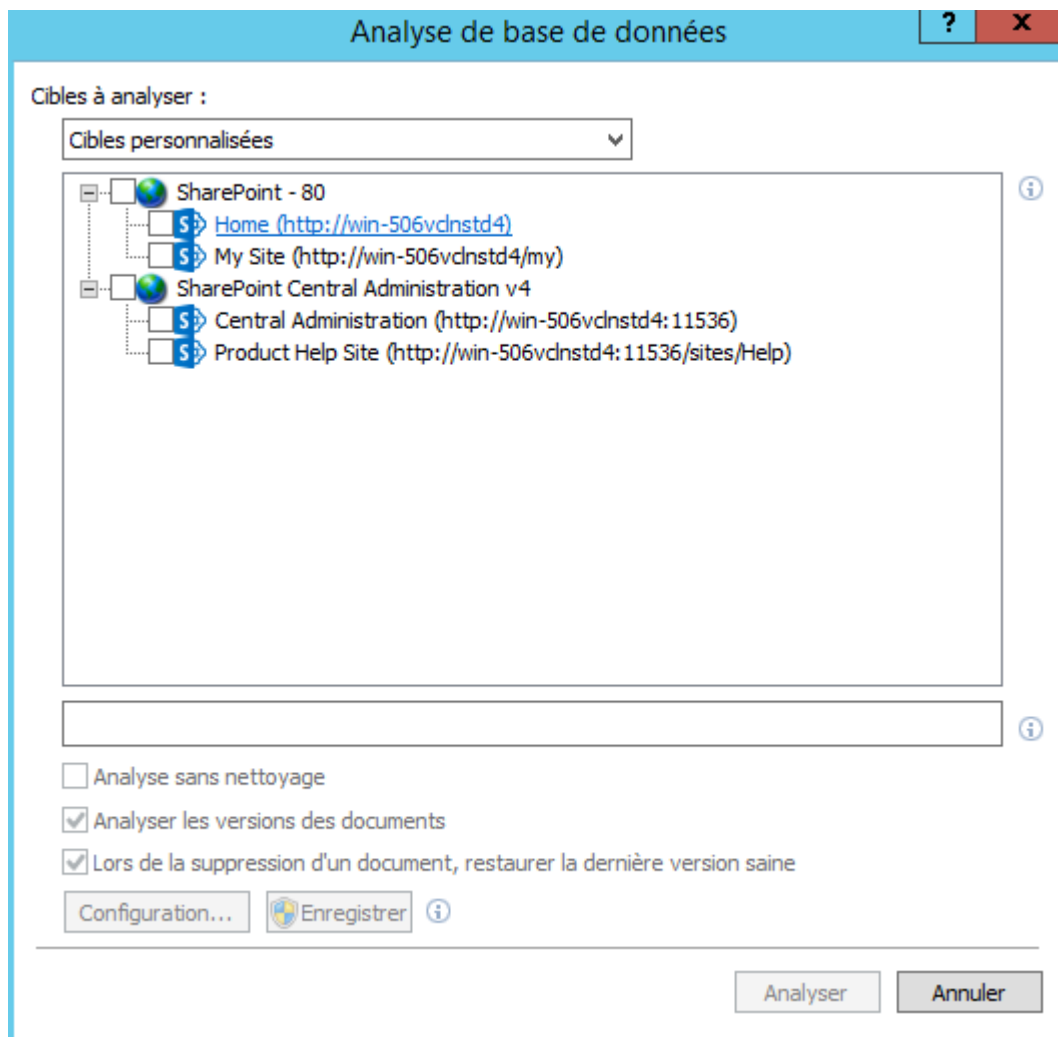 Analyse de base de données
?
x
Cibles à analyser :
Cibles personnalisées
SharePoint - 80
Home (http://win-506vclnstd4)
My Site (http://win-506vclnstd4/my)
SharePoint Central Administration v4
Central Administration (http://win-506vclnstd4:11536)
Product Help Site (http://win-506vclnstd4:11536/sites/Help)
Analyse sans nettoyage
Analyser les versions des documents
Lors de la suppression d'un document, restaurer la dernière version saine
Configuration...
Enregistrer
Analyser
Annuler